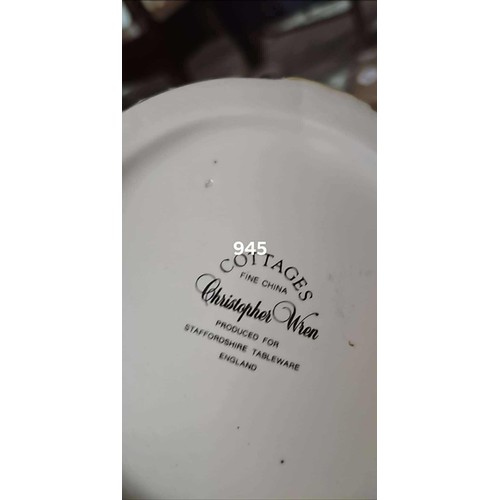 945
COTTAGES
FINE CHINA
Christopher Wren
PRODUCED FOR
STAFFORDSHIRE TABLEWARE
ENGLAND